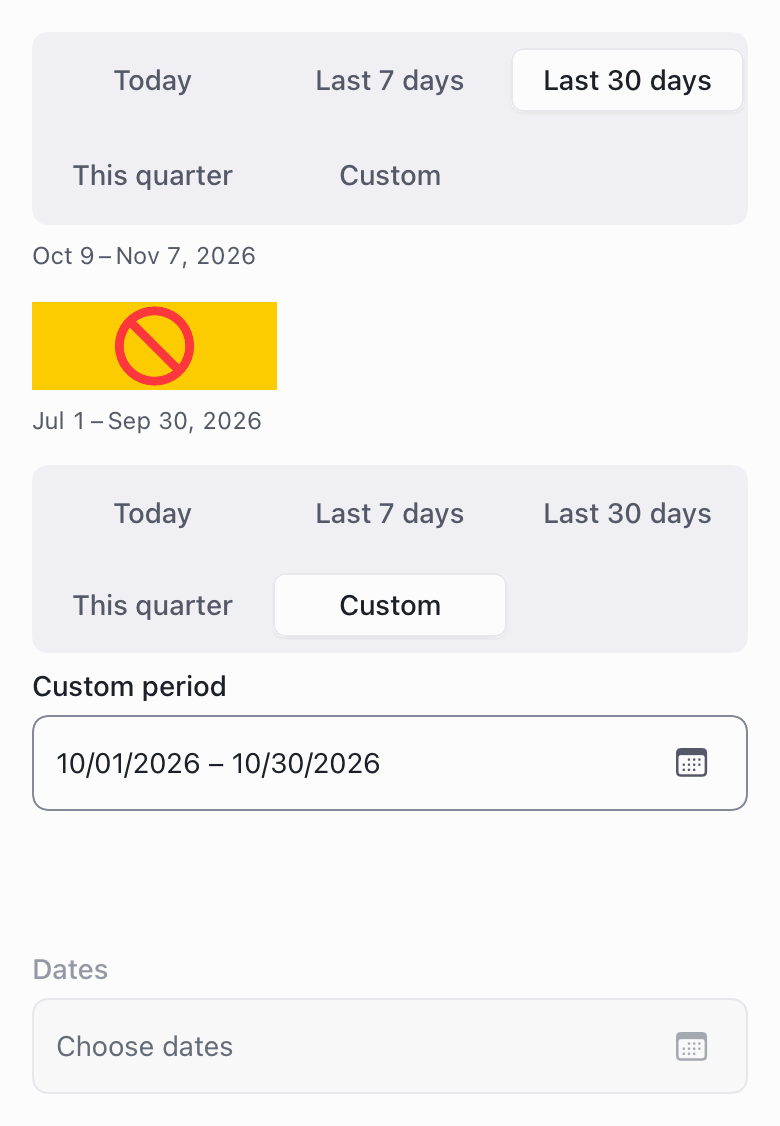 Today Last 7 days Last 30 days
This quarter Custom
Oct 9 – Nov 7, 2026
Jul 1 – Sep 30, 2026
Today Last 7 days Last 30 days
This quarter Custom
Custom period
10/01/2026 – 10/30/2026
Dates
Choose dates